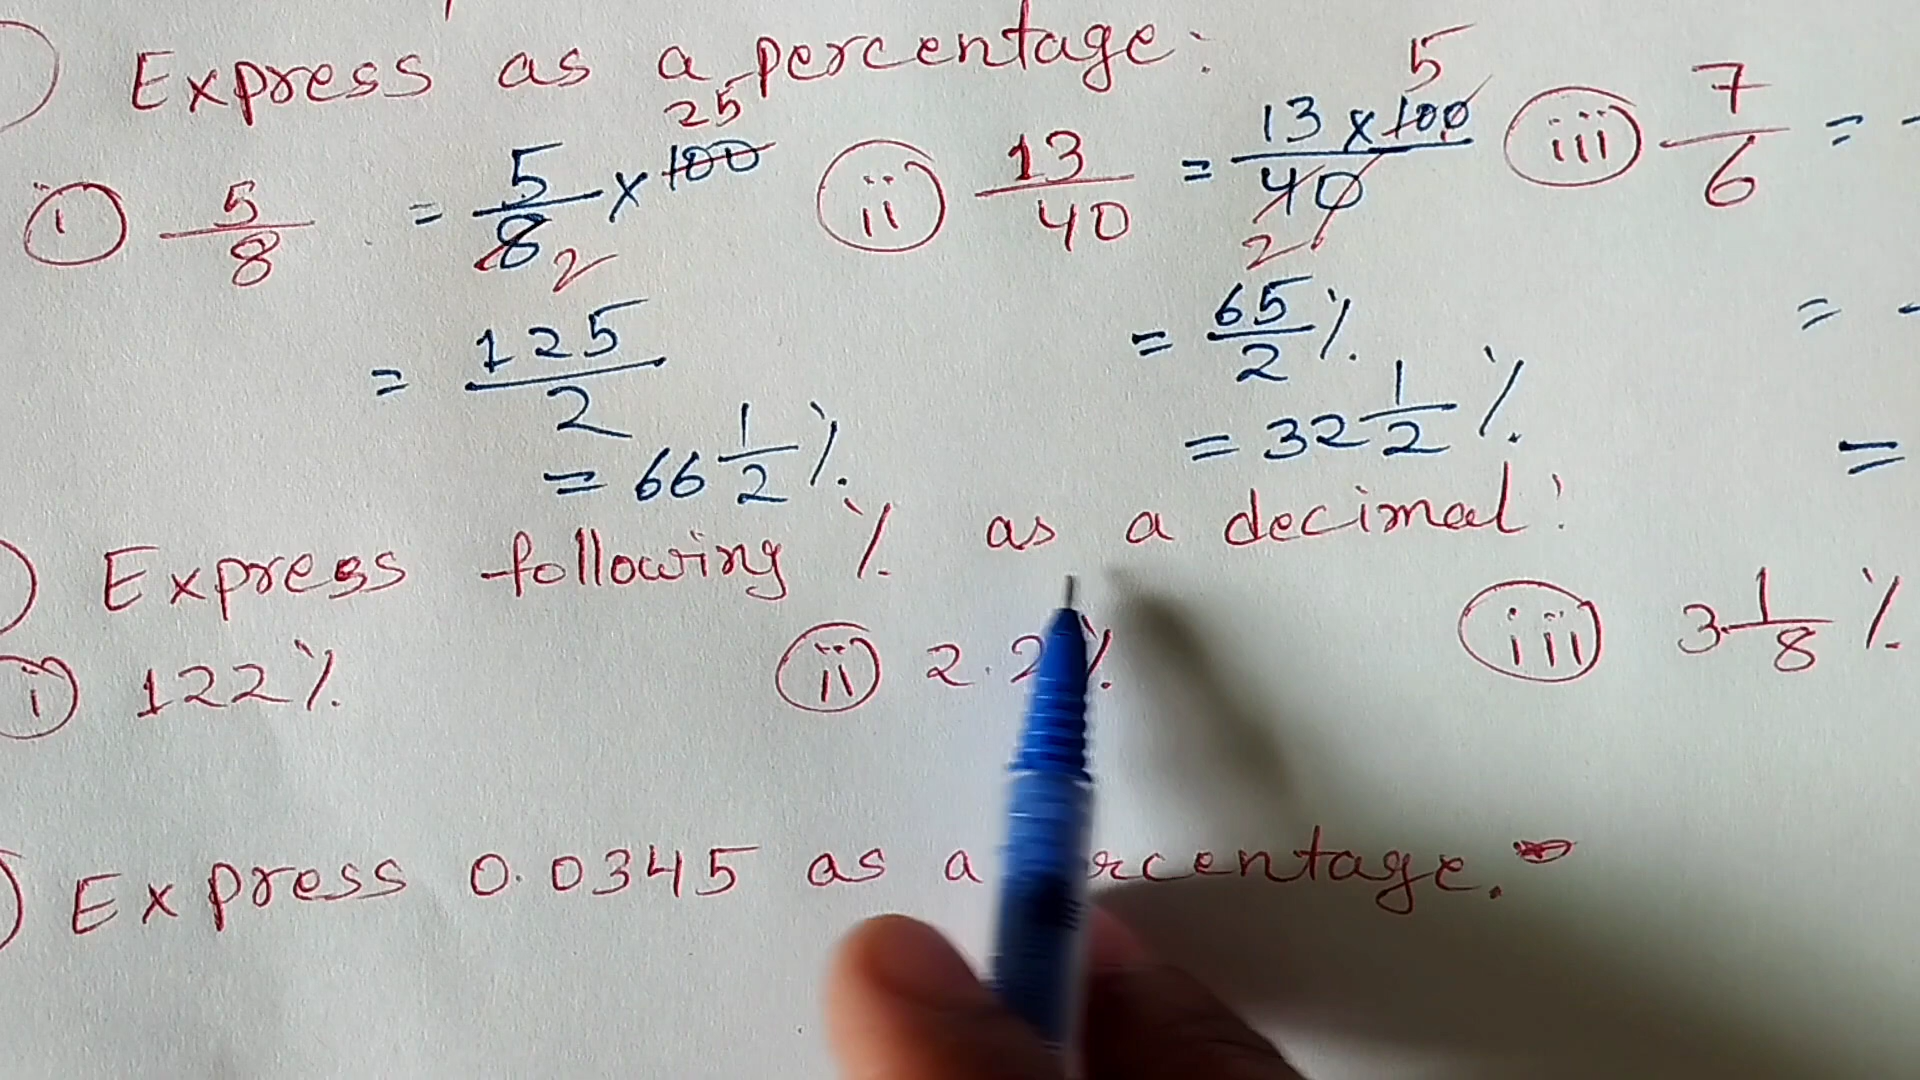 Express as a percentage:
i 5/8 = 5/8 x 100 25 2
ii 13/40 = 13 x 100/40 5 2
iii 7/6 =
= 125/2
= 66 1/2 %
= 65/2 %
= 32 1/2 %
=
=
Express following % as a decimal:
i 122%
ii 2.2%
iii 3 1/8 %
Express 0.0345 as a percentage.